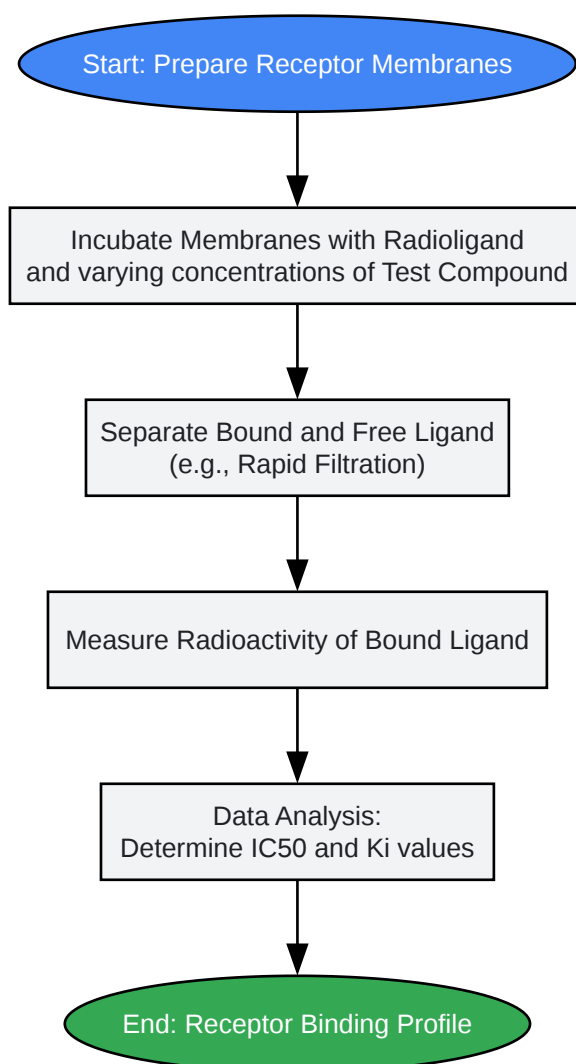 Start: Prepare Receptor Membranes
Incubate Membranes with Radioligand
and varying concentrations of Test Compound
Separate Bound and Free Ligand
(e.g., Rapid Filtration)
Measure Radioactivity of Bound Ligand
Data Analysis:
Determine IC50 and Ki values
End: Receptor Binding Profile